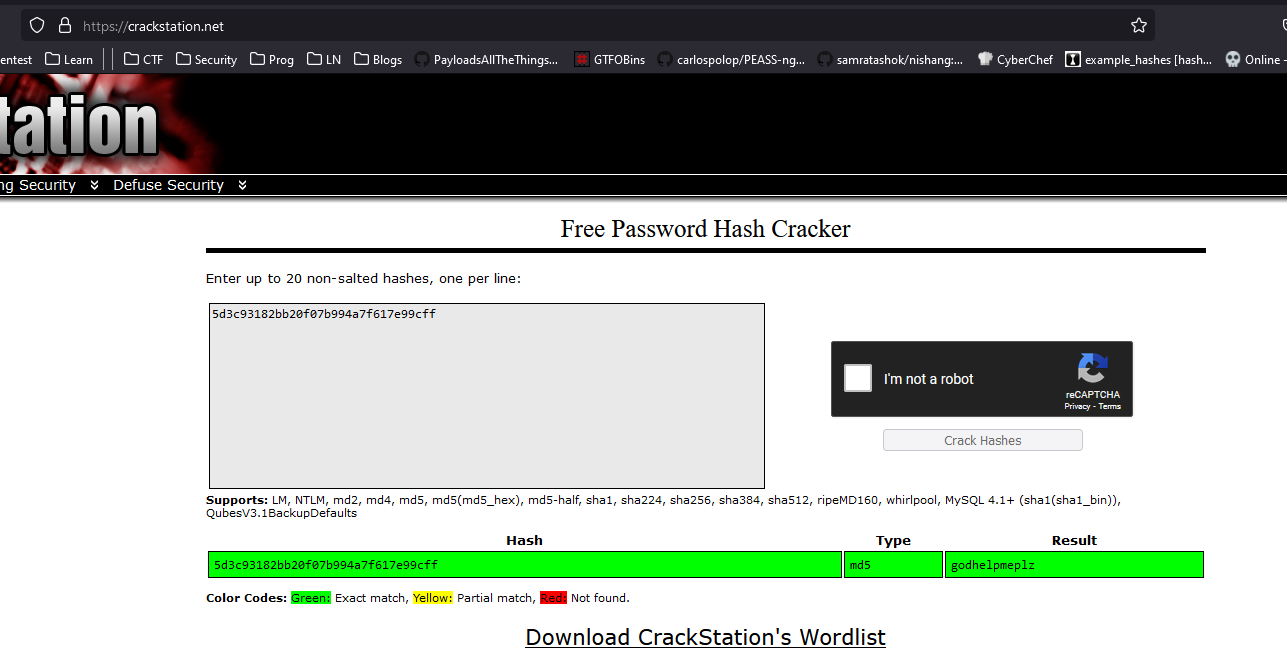 https://crackstation.net
entest Learn CTF Security Prog LN Blogs PayloadsAllTheThings... GTFOBins carlospolop/PEASS-ng... samratashok/nishang:... CyberChef example_hashes [hash... Online -
tation
ng Security Defuse Security
Free Password Hash Cracker
Enter up to 20 non-salted hashes, one per line:
5d3c93182bb20f07b994a7f617e99cff
I'm not a robot
reCAPTCHA
Privacy - Terms
Crack Hashes
Supports: LM, NTLM, md2, md4, md5, md5(md5_hex), md5-half, sha1, sha224, sha256, sha384, sha512, ripeMD160, whirlpool, MySQL 4.1+ (sha1(sha1_bin)),
QubesV3.1BackupDefaults
Hash Type Result
5d3c93182bb20f07b994a7f617e99cff md5 godhelpmeplz
Color Codes: Green: Exact match, Yellow: Partial match, Red: Not found.
Download CrackStation's Wordlist